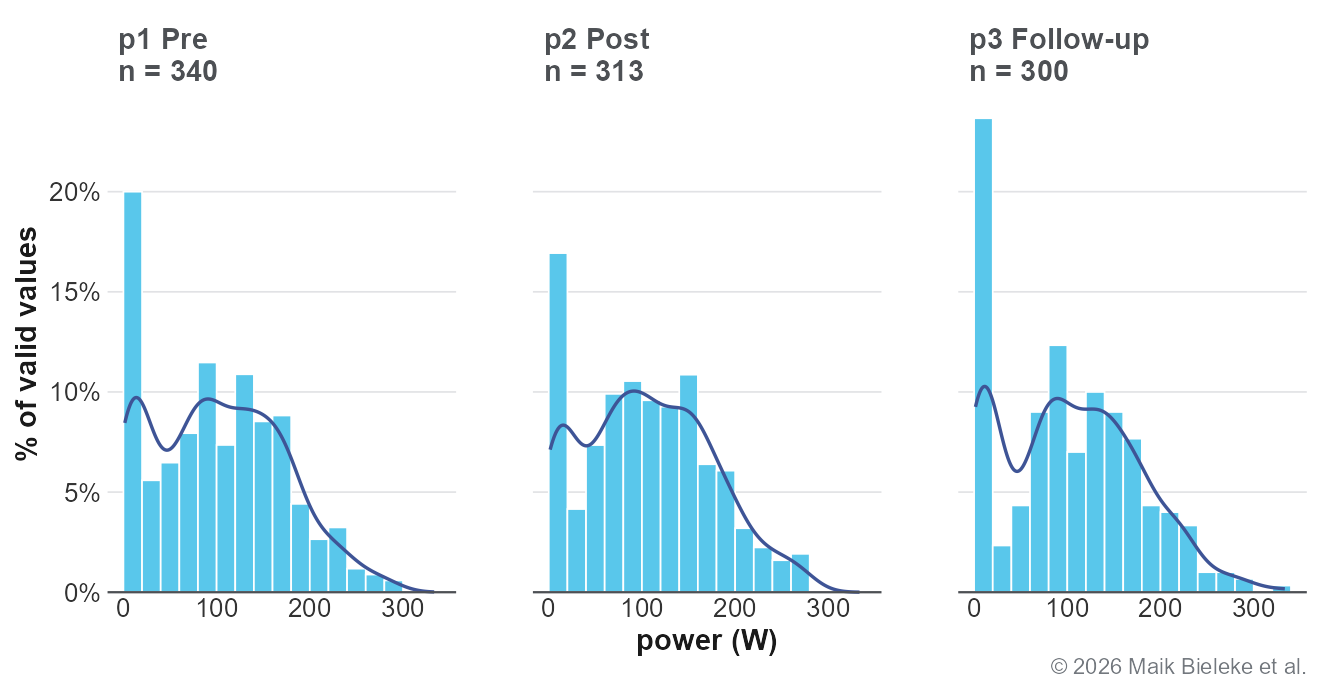 p1 Pre
n = 340
p2 Post
n = 313
p3 Follow-up
n = 300
% of valid values
20%
15%
10%
5%
0%
0 100 200 300
0 100 200 300
0 100 200 300
power (W)
© 2026 Maik Bieleke et al.